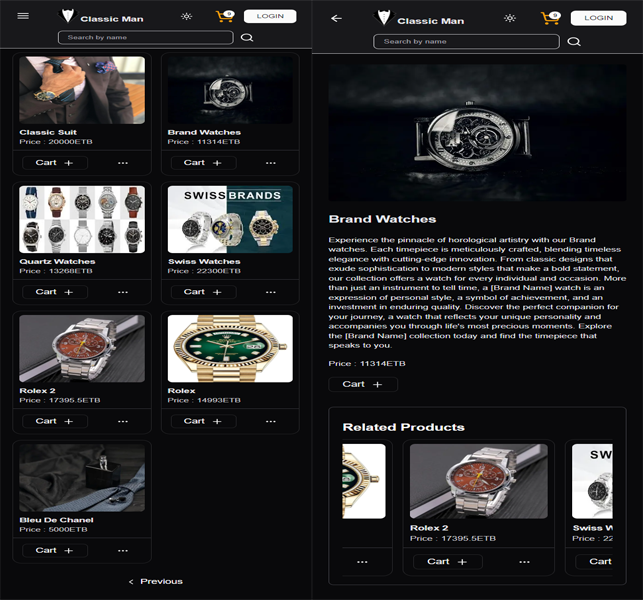 Classic Man
9
LOGIN
Search by name
Classic Suit
Price : 20000ETB
Cart +
Brand Watches
Price : 11314ETB
Cart +
Quartz Watches
Price : 13268ETB
Cart +
SWISS BRANDS
Swiss Watches
Price : 22300ETB
Cart +
Rolex 2
Price : 17395.5ETB
Cart +
Rolex
Price : 14993ETB
Cart +
Bleu De Chanel
Price : 5000ETB
Cart +
< Previous
Classic Man
9
LOGIN
Search by name
Brand Watches
Experience the pinnacle of horological artistry with our Brand
watches. Each timepiece is meticulously crafted, blending timeless
elegance with cutting-edge innovation. From classic designs that
exude sophistication to modern styles that make a bold statement,
our collection offers a watch for every individual and occasion. More
than just an instrument to tell time, a [Brand Name] watch is an
expression of personal style, a symbol of achievement, and an
investment in enduring quality. Discover the perfect companion for
your journey, a watch that reflects your unique personality and
accompanies you through life's most precious moments. Explore
the [Brand Name] collection today and find the timepiece that
speaks to you.
Price : 11314ETB
Cart +
Related Products
Rolex 2
Price : 17395.5ETB
Cart +
SW
Swiss W
Price : 22
Cart